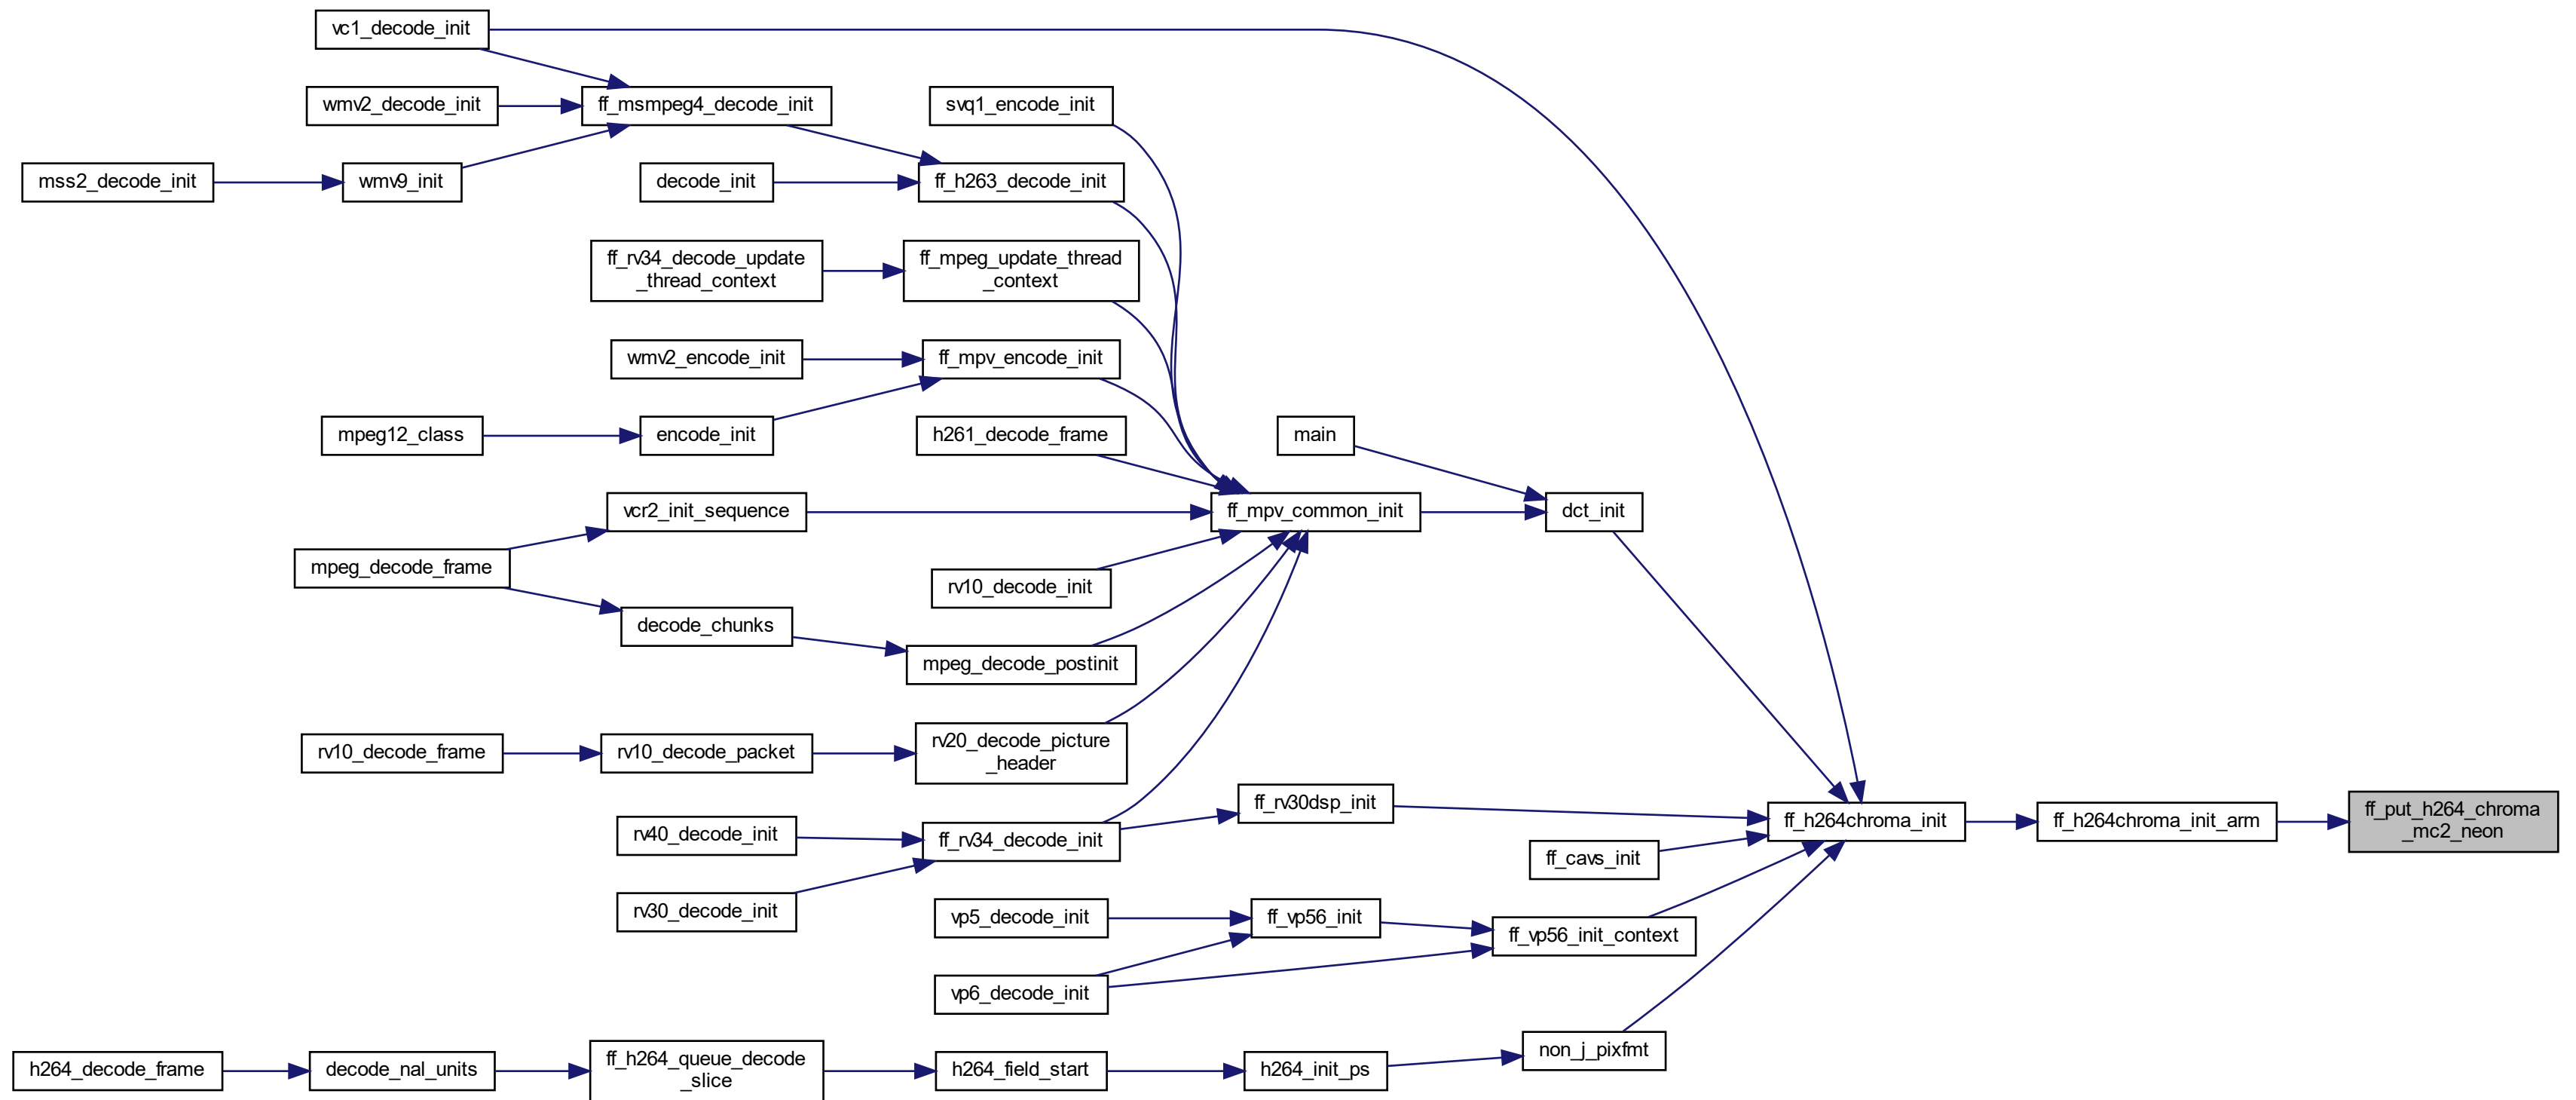 vc1_decode_init
wmv2_decode_init
ff_msmpeg4_decode_init
svq1_encode_init
mss2_decode_init
wmv9_init
decode_init
ff_h263_decode_init
ff_rv34_decode_update
_thread_context
ff_mpeg_update_thread
_context
wmv2_encode_init
ff_mpv_encode_init
mpeg12_class
encode_init
h261_decode_frame
main
vcr2_init_sequence
ff_mpv_common_init
dct_init
mpeg_decode_frame
rv10_decode_init
decode_chunks
mpeg_decode_postinit
rv10_decode_frame
rv10_decode_packet
rv20_decode_picture
_header
ff_rv30dsp_init
rv40_decode_init
ff_rv34_decode_init
ff_h264chroma_init
ff_h264chroma_init_arm
ff_put_h264_chroma
_mc2_neon
ff_cavs_init
rv30_decode_init
vp5_decode_init
ff_vp56_init
ff_vp56_init_context
vp6_decode_init
non_j_pixfmt
h264_decode_frame
decode_nal_units
ff_h264_queue_decode
_slice
h264_field_start
h264_init_ps